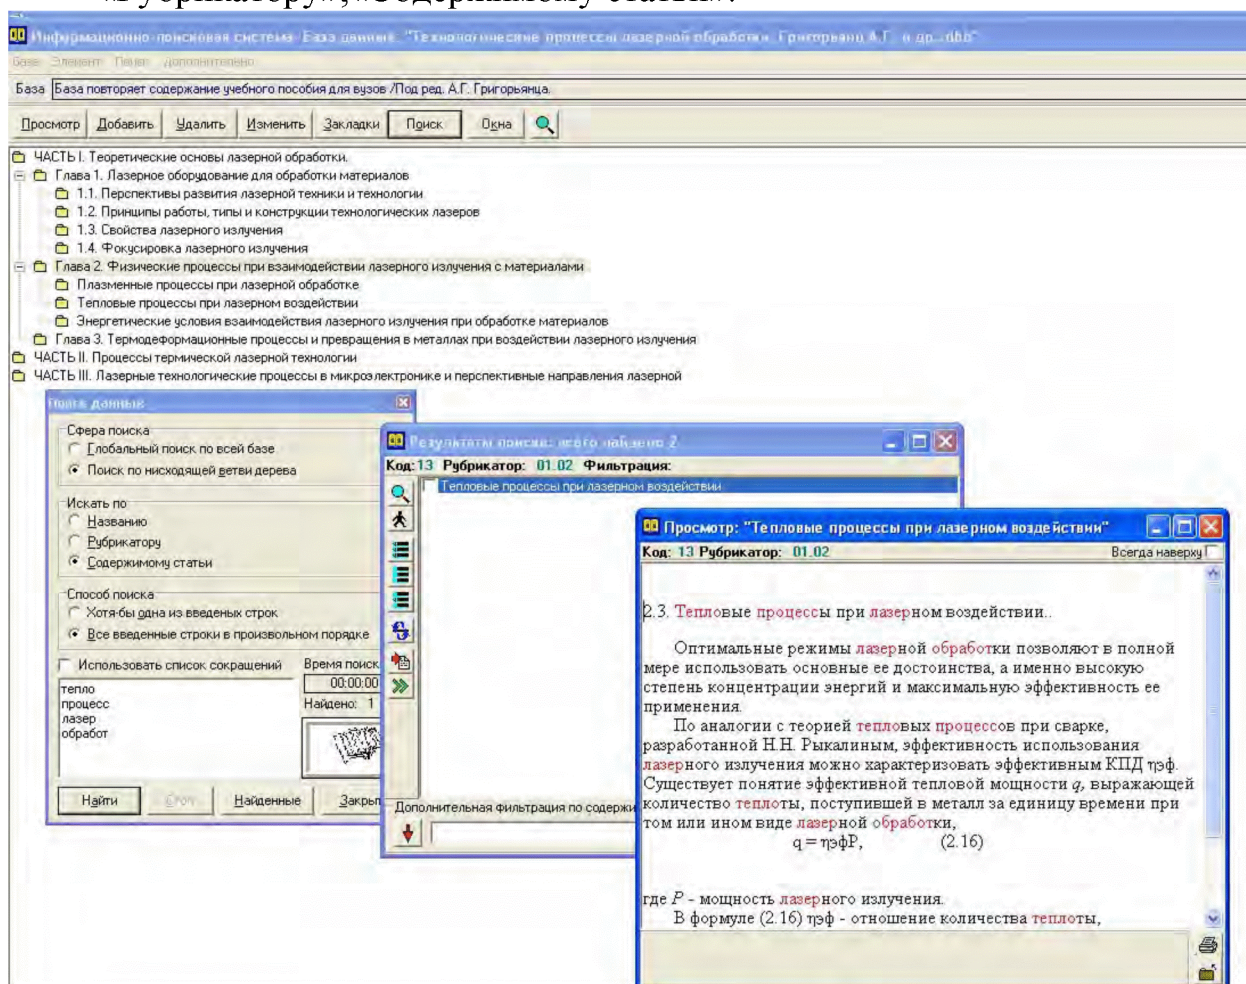 «Рубрикатору»,«Содержимому статьи».
Информационно-поисковая система. База данных: "Технологические процессы лазерной обработки. Григорьянц А.Г. и др..dbb"
База Элемент Поиск Дополнительно
База База повторяет содержание учебного пособия для вузов /Под ред. А.Г. Григорьянца.
Просмотр Добавить Удалить Изменить Закладки Поиск Окна
ЧАСТЬ I. Теоретические основы лазерной обработки.
Глава 1. Лазерное оборудование для обработки материалов
1.1. Перспективы развития лазерной техники и технологии
1.2. Принципы работы, типы и конструкции технологических лазеров
1.3. Свойства лазерного излучения
1.4. Фокусировка лазерного излучения
Глава 2. Физические процессы при взаимодействии лазерного излучения с материалами
Плазменные процессы при лазерной обработке
Тепловые процессы при лазерном воздействии
Энергетические условия взаимодействия лазерного излучения при обработке материалов
Глава 3. Термодеформационные процессы и превращения в металлах при воздействии лазерного излучения
ЧАСТЬ II. Процессы термической лазерной технологии
ЧАСТЬ III. Лазерные технологические процессы в микроэлектронике и перспективные направления лазерной
Поиск данных
Сфера поиска
Глобальный поиск по всей базе
Поиск по нисходящей ветви дерева
Искать по
Названию
Рубрикатору
Содержимому статьи
Способ поиска
Хотя-бы одна из введеных строк
Все введенные строки в произвольном порядке
Использовать список сокращений
Время поиск
00:00:00
Найдено: 1
тепло
процесс
лазер
обработ
Найти Стоп Найденные Закрыт
Результаты поиска: всего найдено 2
Код: 13 Рубрикатор: 01.02 Фильтрация:
Тепловые процессы при лазерном воздействии
Дополнительная фильтрация по содержи
Просмотр: "Тепловые процессы при лазерном воздействии"
Код: 13 Рубрикатор: 01.02 Всегда наверху
2.3. Тепловые процессы при лазерном воздействии..
Оптимальные режимы лазерной обработки позволяют в полной
мере использовать основные ее достоинства, а именно высокую
степень концентрации энергий и максимальную эффективность ее
применения.
По аналогии с теорией тепловых процессов при сварке,
разработанной Н.Н. Рыкалиным, эффективность использования
лазерного излучения можно характеризовать эффективным КПД ηэф.
Существует понятие эффективной тепловой мощности q, выражающей
количество теплоты, поступившей в металл за единицу времени при
том или ином виде лазерной обработки,
q = ηэфP, (2.16)
где P - мощность лазерного излучения.
В формуле (2.16) ηэф - отношение количества теплоты,